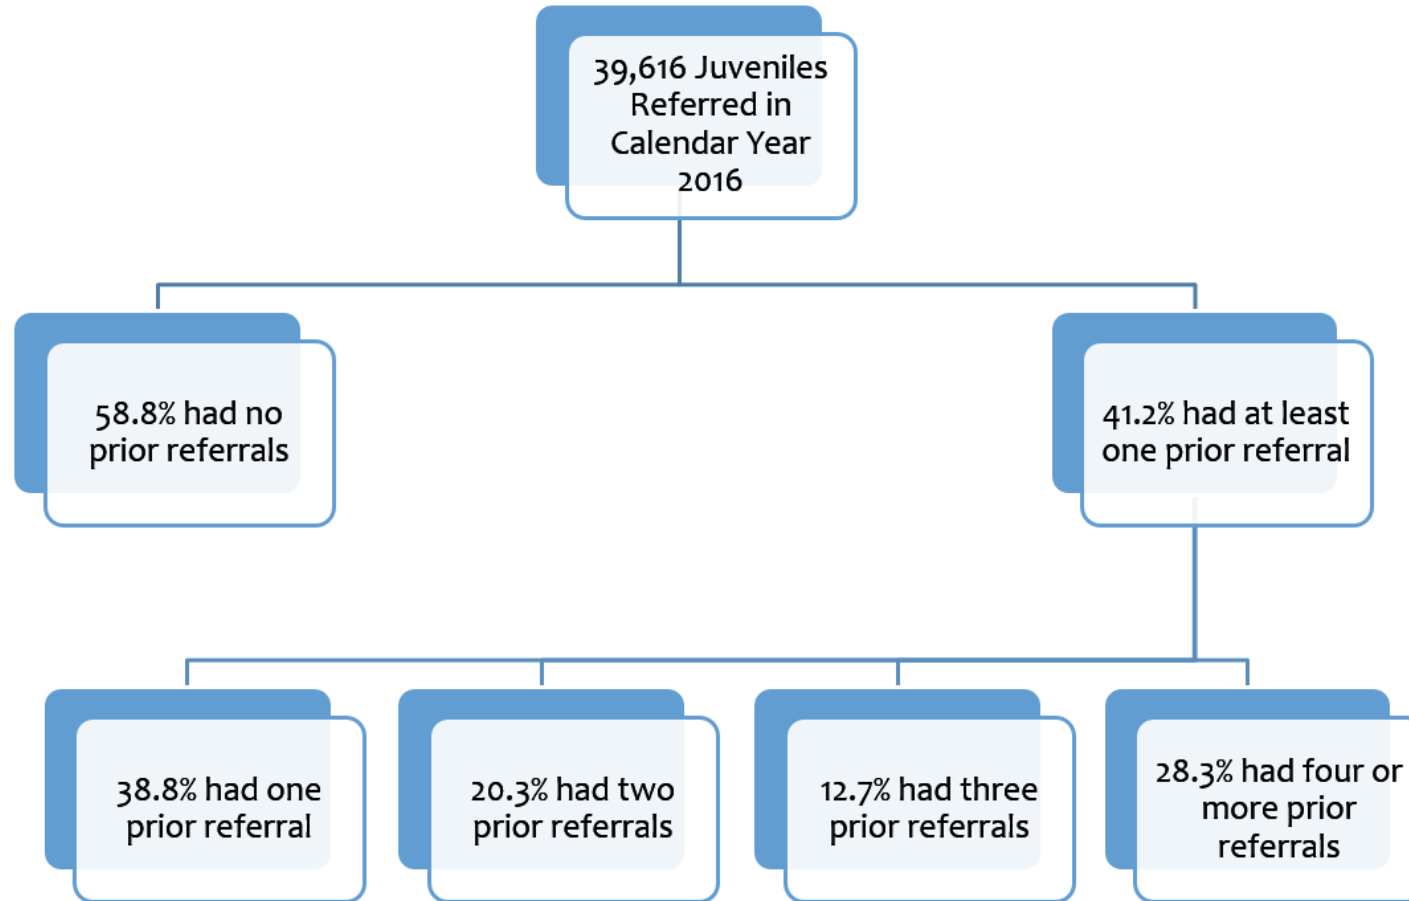 39,616 Juveniles
Referred in
Calendar Year
2016
58.8% had no
prior referrals
41.2% had at least
one prior referral
38.8% had one
prior referral
20.3% had two
prior referrals
12.7% had three
prior referrals
28.3% had four or
more prior
referrals